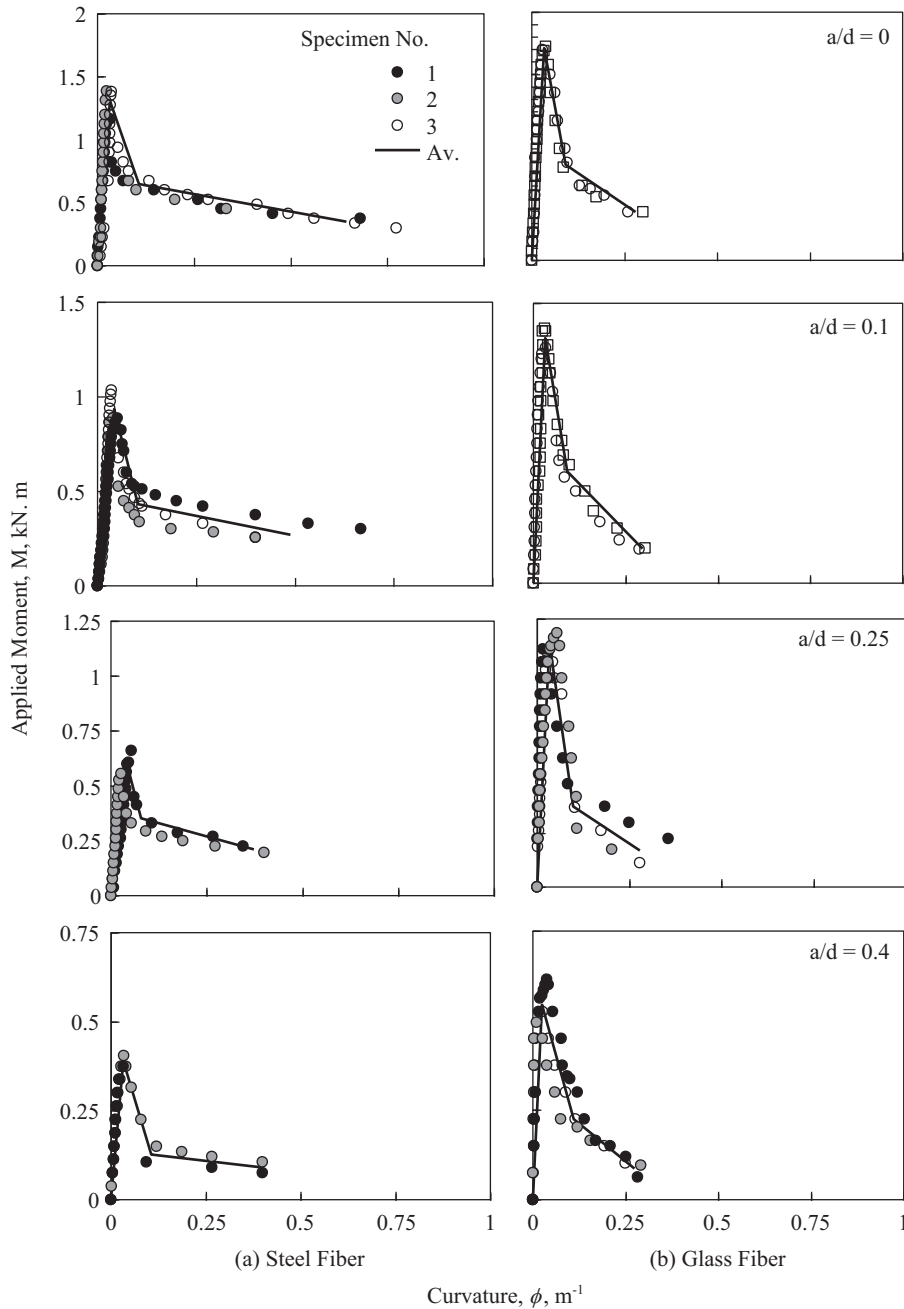 2
1.5
1
0.5
0
Specimen No.
1
2
3
Av.
a/d = 0
1.5
1
0.5
0
a/d = 0.1
Applied Moment, M, kN. m
1.25
1
0.75
0.5
0.25
0
a/d = 0.25
0.75
0.5
0.25
0
a/d = 0.4
0 0.25 0.5 0.75 1
0 0.25 0.5 0.75 1
(a) Steel Fiber
(b) Glass Fiber
Curvature, ϕ, m⁻¹